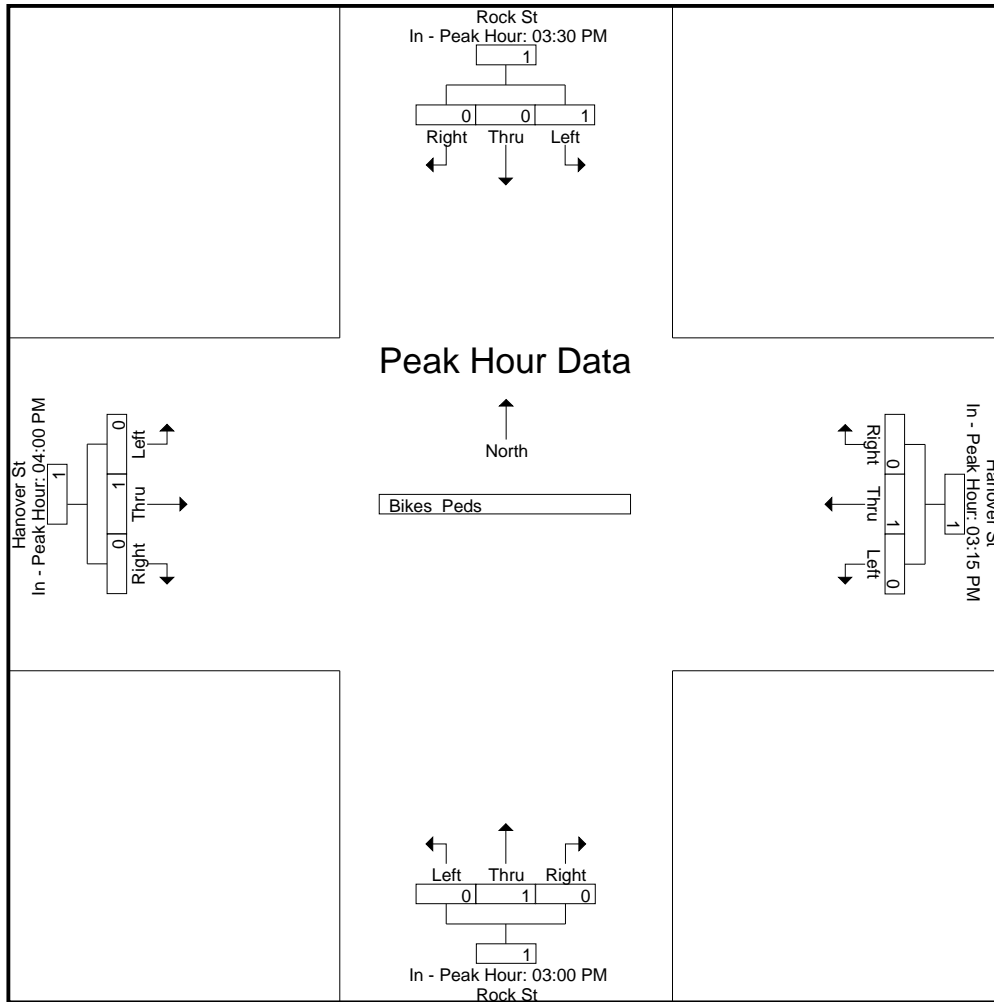 Rock St
In - Peak Hour: 03:30 PM
1
0 0 1
Right Thru Left
Peak Hour Data
North
Bikes Peds
Hanover St
In - Peak Hour: 04:00 PM
1
0 1 0
Left Thru Right
Hanover St
In - Peak Hour: 03:15 PM
1
0 1 0
Right Thru Left
Left Thru Right
0 1 0
1
In - Peak Hour: 03:00 PM
Rock St